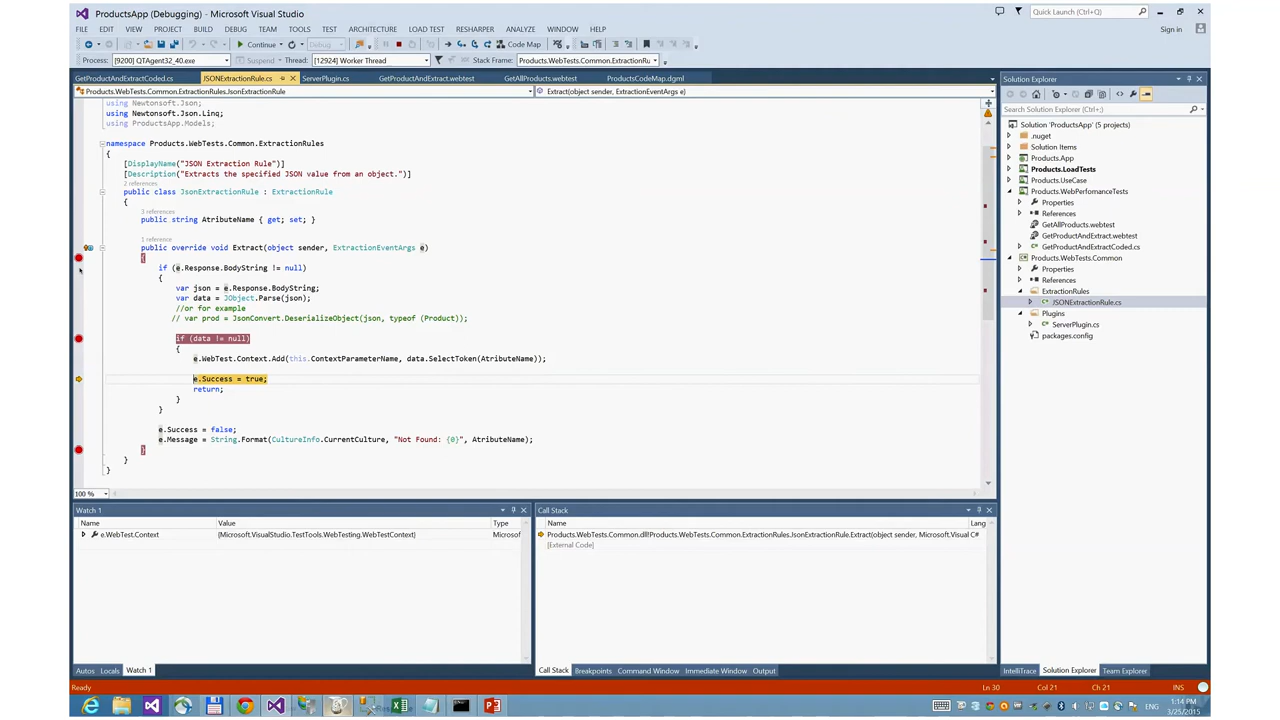 ProductsApp (Debugging) - Microsoft Visual Studio
Quick Launch (Ctrl+;)
FILE EDIT VIEW PROJECT BUILD DEBUG TEAM TOOLS TEST ARCHITECTURE LOAD TEST RESHARPER ANALYZE WINDOW HELP
Sign in
Continue Debug Code Map
Process: [9200] QTAgent32_40.exe Suspend Thread: [12924] Worker Thread Stack Frame: Products.WebTests.Common.ExtractionRu
GetProductAndExtractCoded.cs JSONExtractionRule.cs ServerPlugin.cs GetProductAndExtract.webtest GetAllProducts.webtest ProductsCodeMap.dgml
Products.WebTests.Common.ExtractionRules.JsonExtractionRule Extract(object sender, ExtractionEventArgs e)
using Newtonsoft.Json;
using Newtonsoft.Json.Linq;
using ProductsApp.Models;
namespace Products.WebTests.Common.ExtractionRules
{
[DisplayName("JSON Extraction Rule")]
[Description("Extracts the specified JSON value from an object.")]
2 references
public class JsonExtractionRule : ExtractionRule
{
3 references
public string AtributeName { get; set; }
1 reference
public override void Extract(object sender, ExtractionEventArgs e)
{
if (e.Response.BodyString != null)
{
var json = e.Response.BodyString;
var data = JObject.Parse(json);
//or for example
// var prod = JsonConvert.DeserializeObject(json, typeof (Product));
if (data != null)
{
e.WebTest.Context.Add(this.ContextParameterName, data.SelectToken(AtributeName));
e.Success = true;
return;
}
}
e.Success = false;
e.Message = String.Format(CultureInfo.CurrentCulture, "Not Found: {0}", AtributeName);
}
}
}
100 %
Solution Explorer
Search Solution Explorer (Ctrl+;)
Solution 'ProductsApp' (5 projects)
.nuget
Solution Items
Products.App
Products.LoadTests
Products.UseCase
Products.WebPerfomanceTests
Properties
References
GetAllProducts.webtest
GetProductAndExtract.webtest
GetProductAndExtractCoded.cs
Products.WebTests.Common
Properties
References
ExtractionRules
JSONExtractionRule.cs
Plugins
ServerPlugin.cs
packages.config
Watch 1
Name Value Type
e.WebTest.Context {Microsoft.VisualStudio.TestTools.WebTesting.WebTestContext} Microsof
Call Stack
Name Lang
Products.WebTests.Common.dll!Products.WebTests.Common.ExtractionRules.JsonExtractionRule.Extract(object sender, Microsoft.Visual C#
[External Code]
Autos Locals Watch 1
Call Stack Breakpoints Command Window Immediate Window Output
IntelliTrace Solution Explorer Team Explorer
Ready Ln 30 Col 21 Ch 21 INS
ENG
1:14 PM
3/25/2015